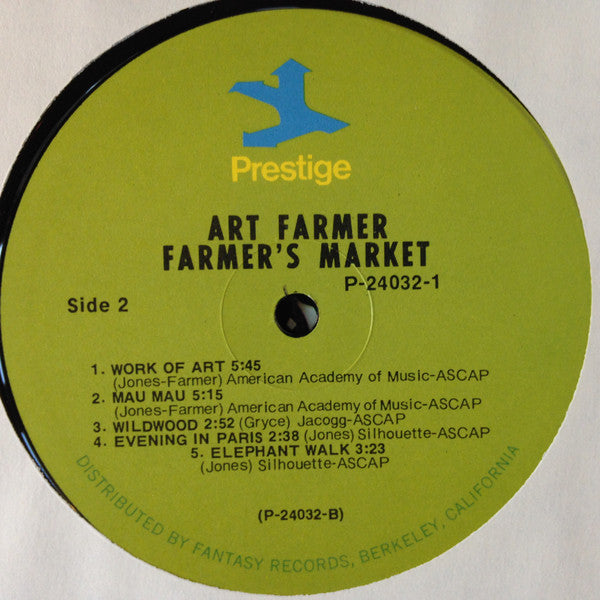 Prestige
ART FARMER
FARMER'S MARKET
P-24032-1
Side 2
1. WORK OF ART 5:45
(Jones-Farmer) American Academy of Music-ASCAP
2. MAU MAU 5:15
(Jones-Farmer) American Academy of Music-ASCAP
3. WILDWOOD 2:52 (Gryce) Jacogg-ASCAP
4. EVENING IN PARIS 2:38 (Jones) Silhouette-ASCAP
5. ELEPHANT WALK 3:23
(Jones) Silhouette-ASCAP
(P-24032-B)
DISTRIBUTED BY FANTASY RECORDS, BERKELEY, CALIFORNIA